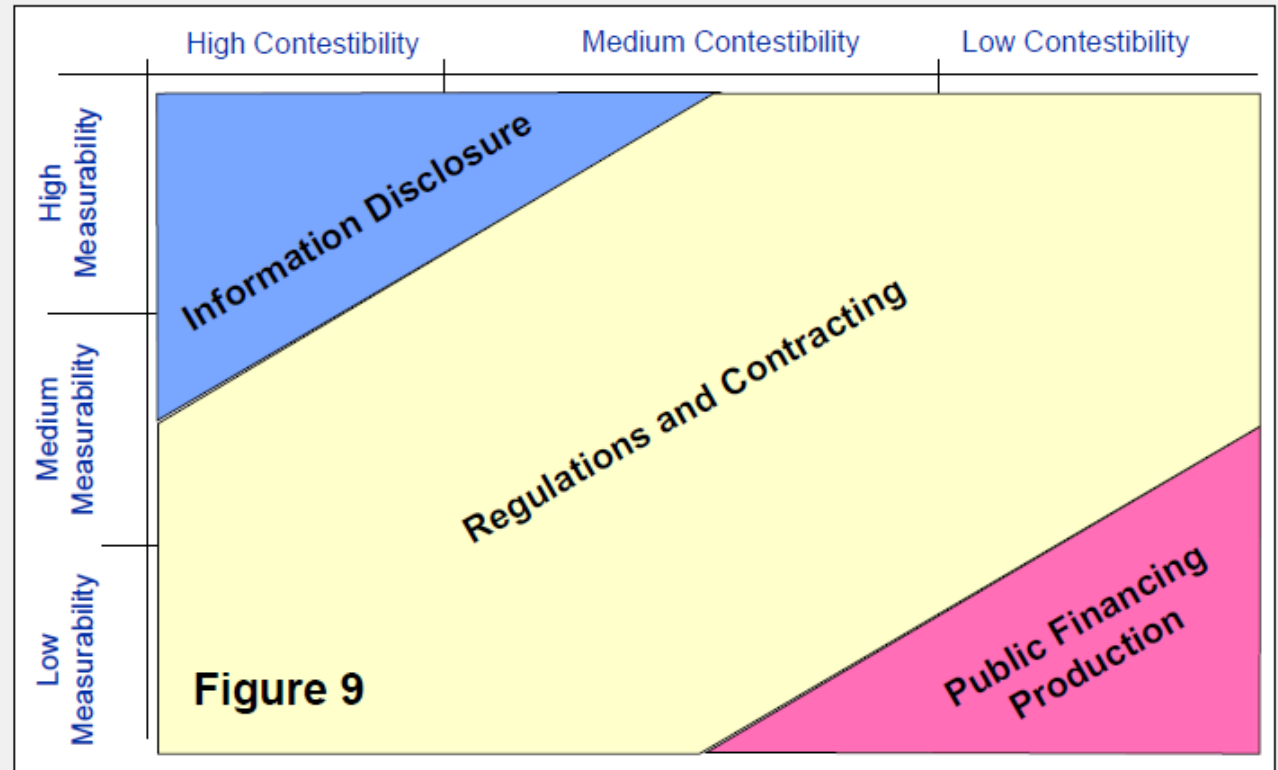 High Contestibility
Medium Contestibility
Low Contestibility
High
Measurability
Medium
Measurability
Low
Measurability
Information Disclosure
Regulations and Contracting
Public Financing
Production
Figure 9